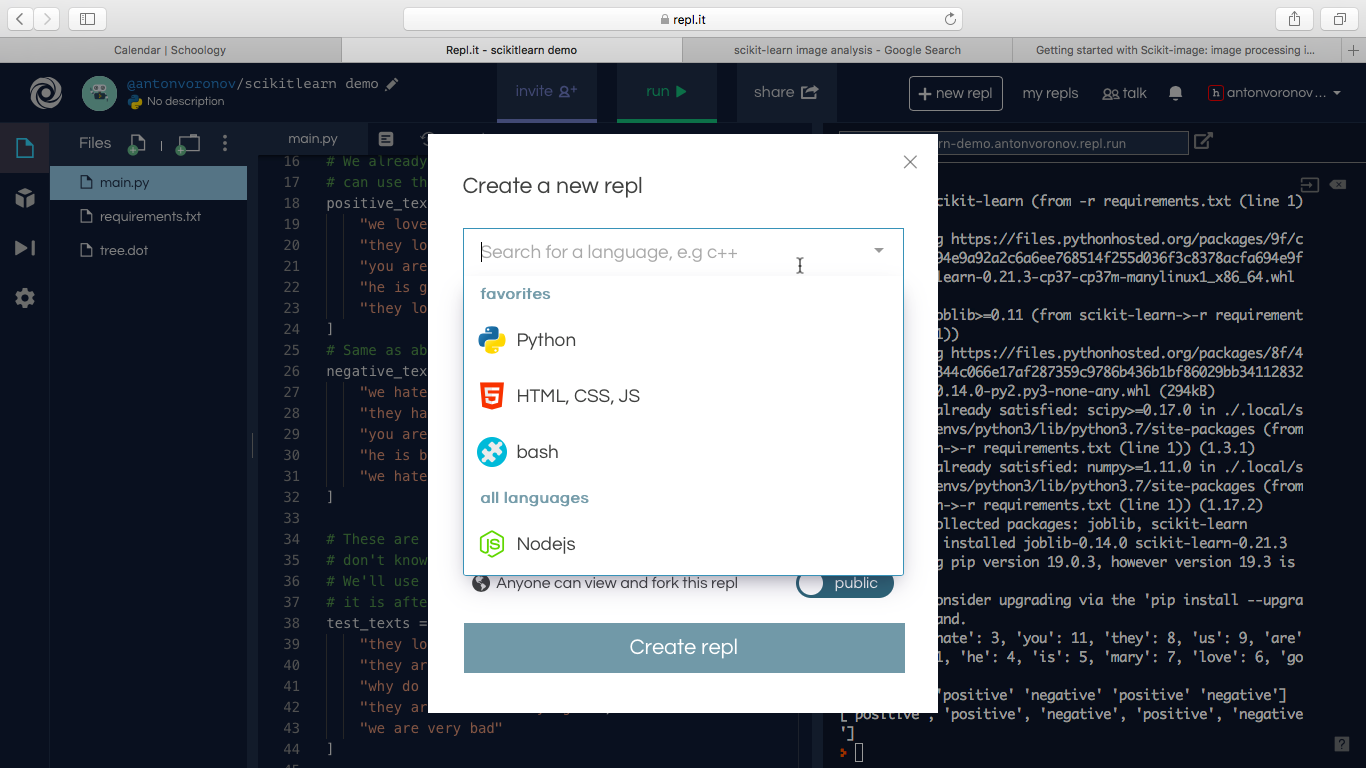 repl.it
Calendar | Schoology
Repl.it - scikitlearn demo
scikit-learn image analysis - Google Search
Getting started with Scikit-image: image processing i...
@antonvoronov/scikitlearn demo
No description
invite
run
share
+ new repl
my repls
talk
h antonvoronov ...
Files
main.py
requirements.txt
tree.dot
main.py
16 # We already
17 # can use th
18 positive_tex
19 "we love
20 "they lo
21 "you are
22 "he is g
23 "they lo
24 ]
25 # Same as ab
26 negative_tex
27 "we hate
28 "they ha
29 "you are
30 "he is b
31 "we hate
32 ]
33
34 # These are
35 # don't know
36 # We'll use
37 # it is afte
38 test_texts =
39 "they lo
40 "they ar
41 "why do
42 "they ar
43 "we are very bad"
44 ]
Create a new repl
Search for a language, e.g c++
favorites
Python
HTML, CSS, JS
bash
all languages
Nodejs
Anyone can view and fork this repl
public
Create repl
rn-demo.antonvoronov.repl.run
cikit-learn (from -r requirements.txt (line 1)
g https://files.pythonhosted.org/packages/9f/c
94e9a92a2c6a6ee768514f255d036f3c8378acfa694e9f
learn-0.21.3-cp37-cp37m-manylinux1_x86_64.whl
oblib>=0.11 (from scikit-learn->-r requirement
1))
g https://files.pythonhosted.org/packages/8f/4
344c066e17af287359c9786b436b1bf86029bb34112832
0.14.0-py2.py3-none-any.whl (294kB)
already satisfied: scipy>=0.17.0 in ./.local/s
envs/python3/lib/python3.7/site-packages (from
n->-r requirements.txt (line 1)) (1.3.1)
already satisfied: numpy>=1.11.0 in ./.local/s
envs/python3/lib/python3.7/site-packages (from
n->-r requirements.txt (line 1)) (1.17.2)
ollected packages: joblib, scikit-learn
installed joblib-0.14.0 scikit-learn-0.21.3
g pip version 19.0.3, however version 19.3 is
onsider upgrading via the 'pip install --upgra
and.
hate': 3, 'you': 11, 'they': 8, 'us': 9, 'are'
1, 'he': 4, 'is': 5, 'mary': 7, 'love': 6, 'go
'positive' 'negative' 'positive' 'negative']
['positive', 'positive', 'negative', 'positive', 'negative
']
?